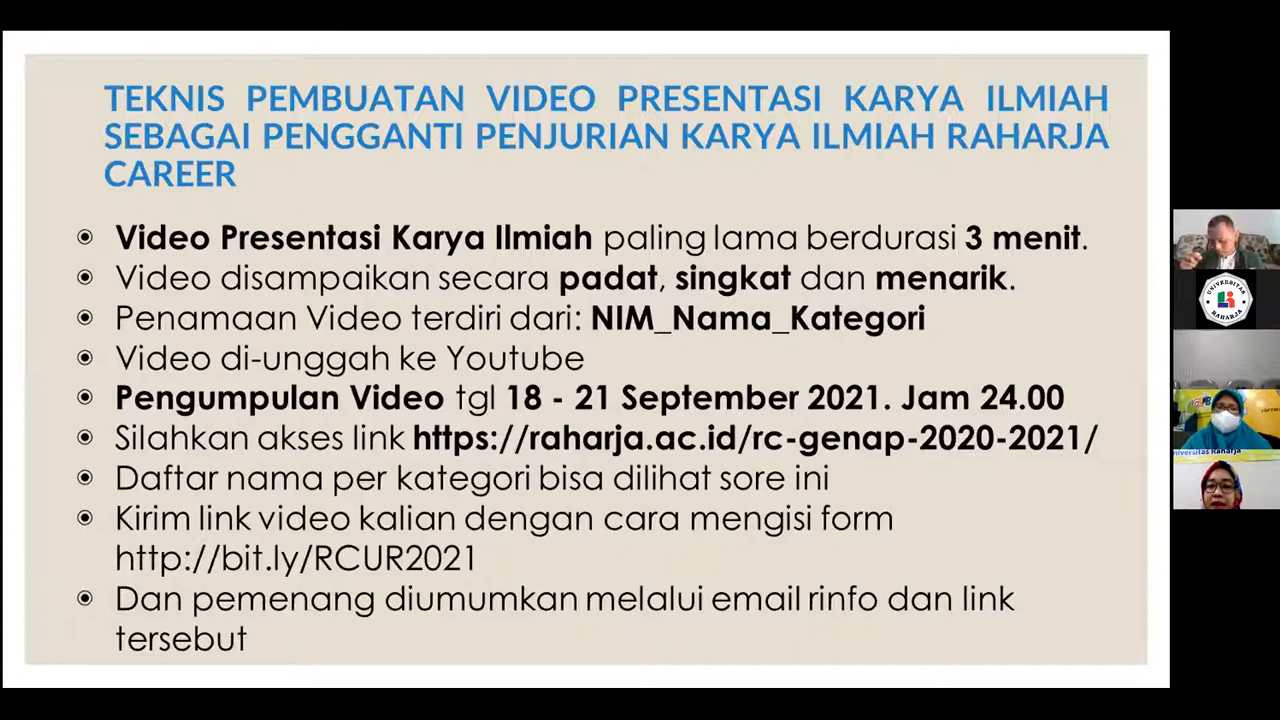 TEKNIS PEMBUATAN VIDEO PRESENTASI KARYA ILMIAH
SEBAGAI PENGGANTI PENJURIAN KARYA ILMIAH RAHARJA
CAREER
Video Presentasi Karya Ilmiah paling lama berdurasi 3 menit.
Video disampaikan secara padat, singkat dan menarik.
Penamaan Video terdiri dari: NIM_Nama_Kategori
Video di-unggah ke Youtube
Pengumpulan Video tgl 18 - 21 September 2021. Jam 24.00
Silahkan akses link https://raharja.ac.id/rc-genap-2020-2021/
Daftar nama per kategori bisa dilihat sore ini
Kirim link video kalian dengan cara mengisi form
http://bit.ly/RCUR2021
Dan pemenang diumumkan melalui email rinfo dan link
tersebut
UNIVERSITAS
RAHARJA
niversitas Raharja